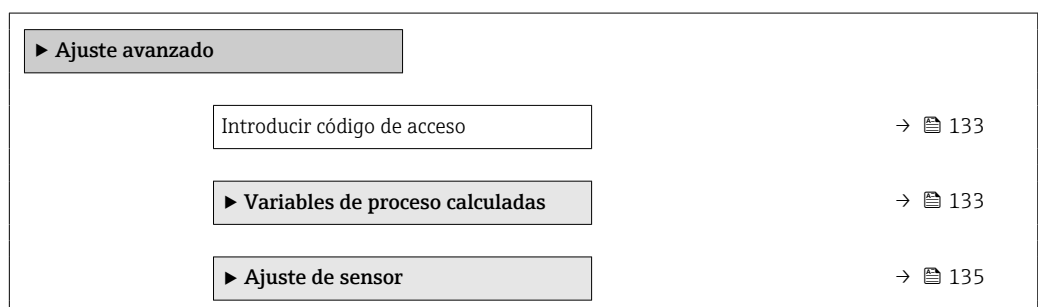 ▶ Ajuste avanzado
Introducir código de acceso → 🖹 133
▶ Variables de proceso calculadas → 🖹 133
▶ Ajuste de sensor → 🖹 135